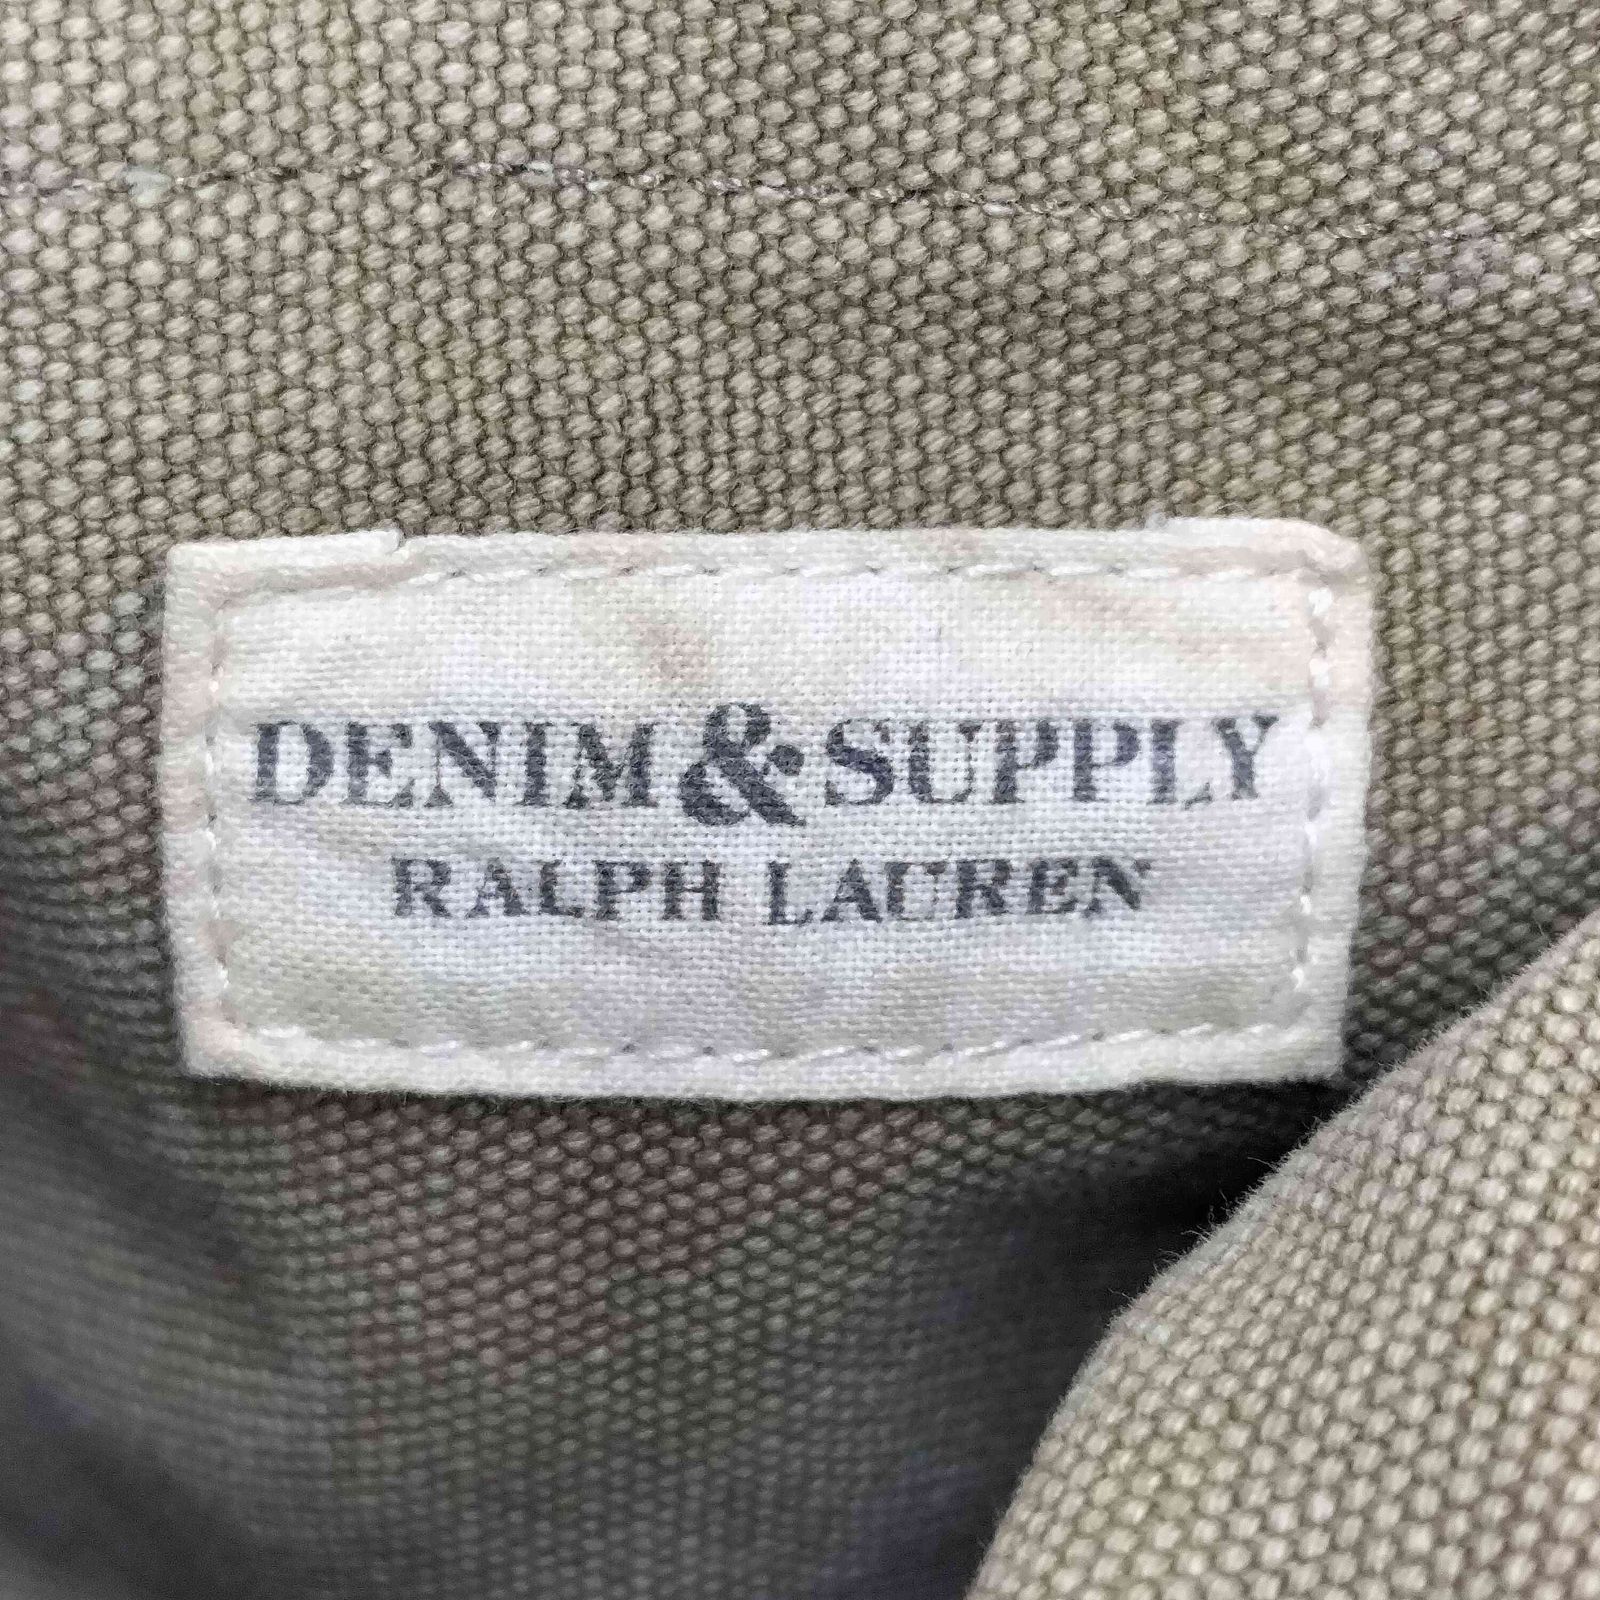 DENIM & SUPPLY
RALPH LAUREN